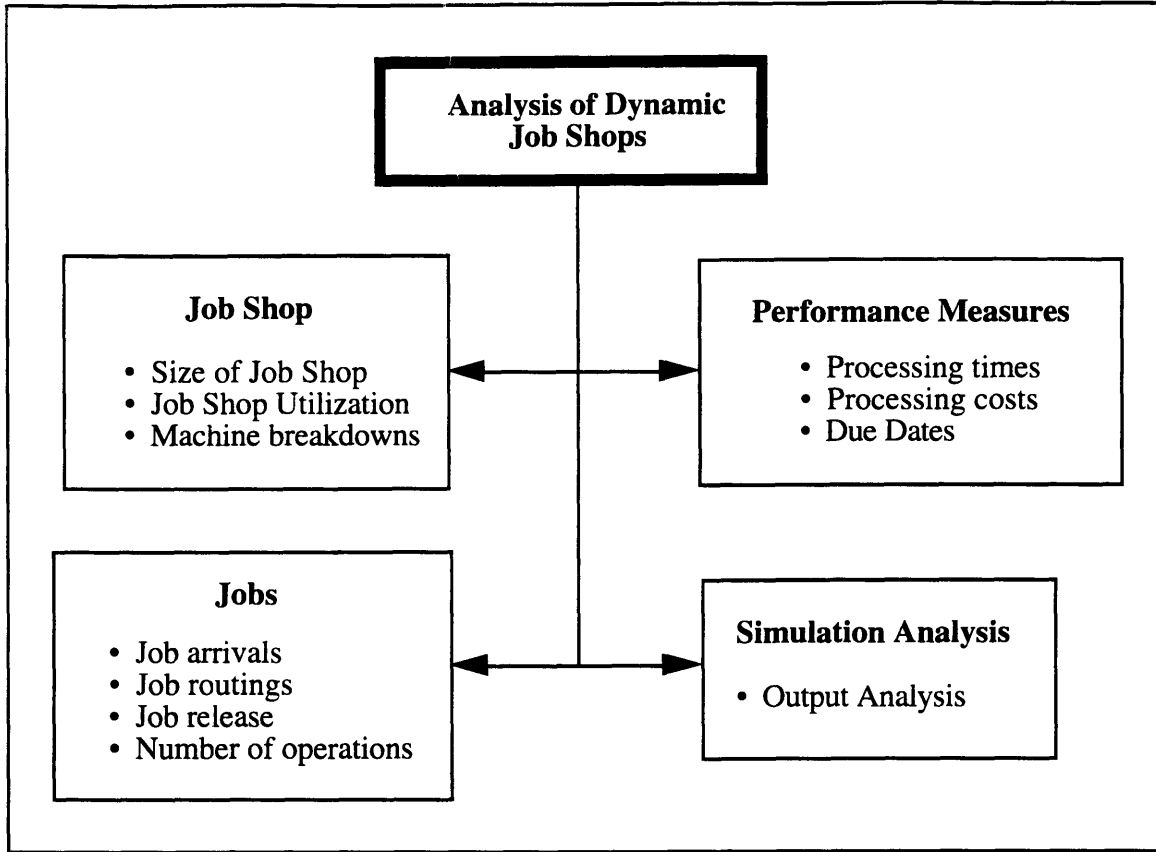 Analysis of Dynamic
Job Shops
Job Shop
• Size of Job Shop
• Job Shop Utilization
• Machine breakdowns
Performance Measures
• Processing times
• Processing costs
• Due Dates
Jobs
• Job arrivals
• Job routings
• Job release
• Number of operations
Simulation Analysis
• Output Analysis